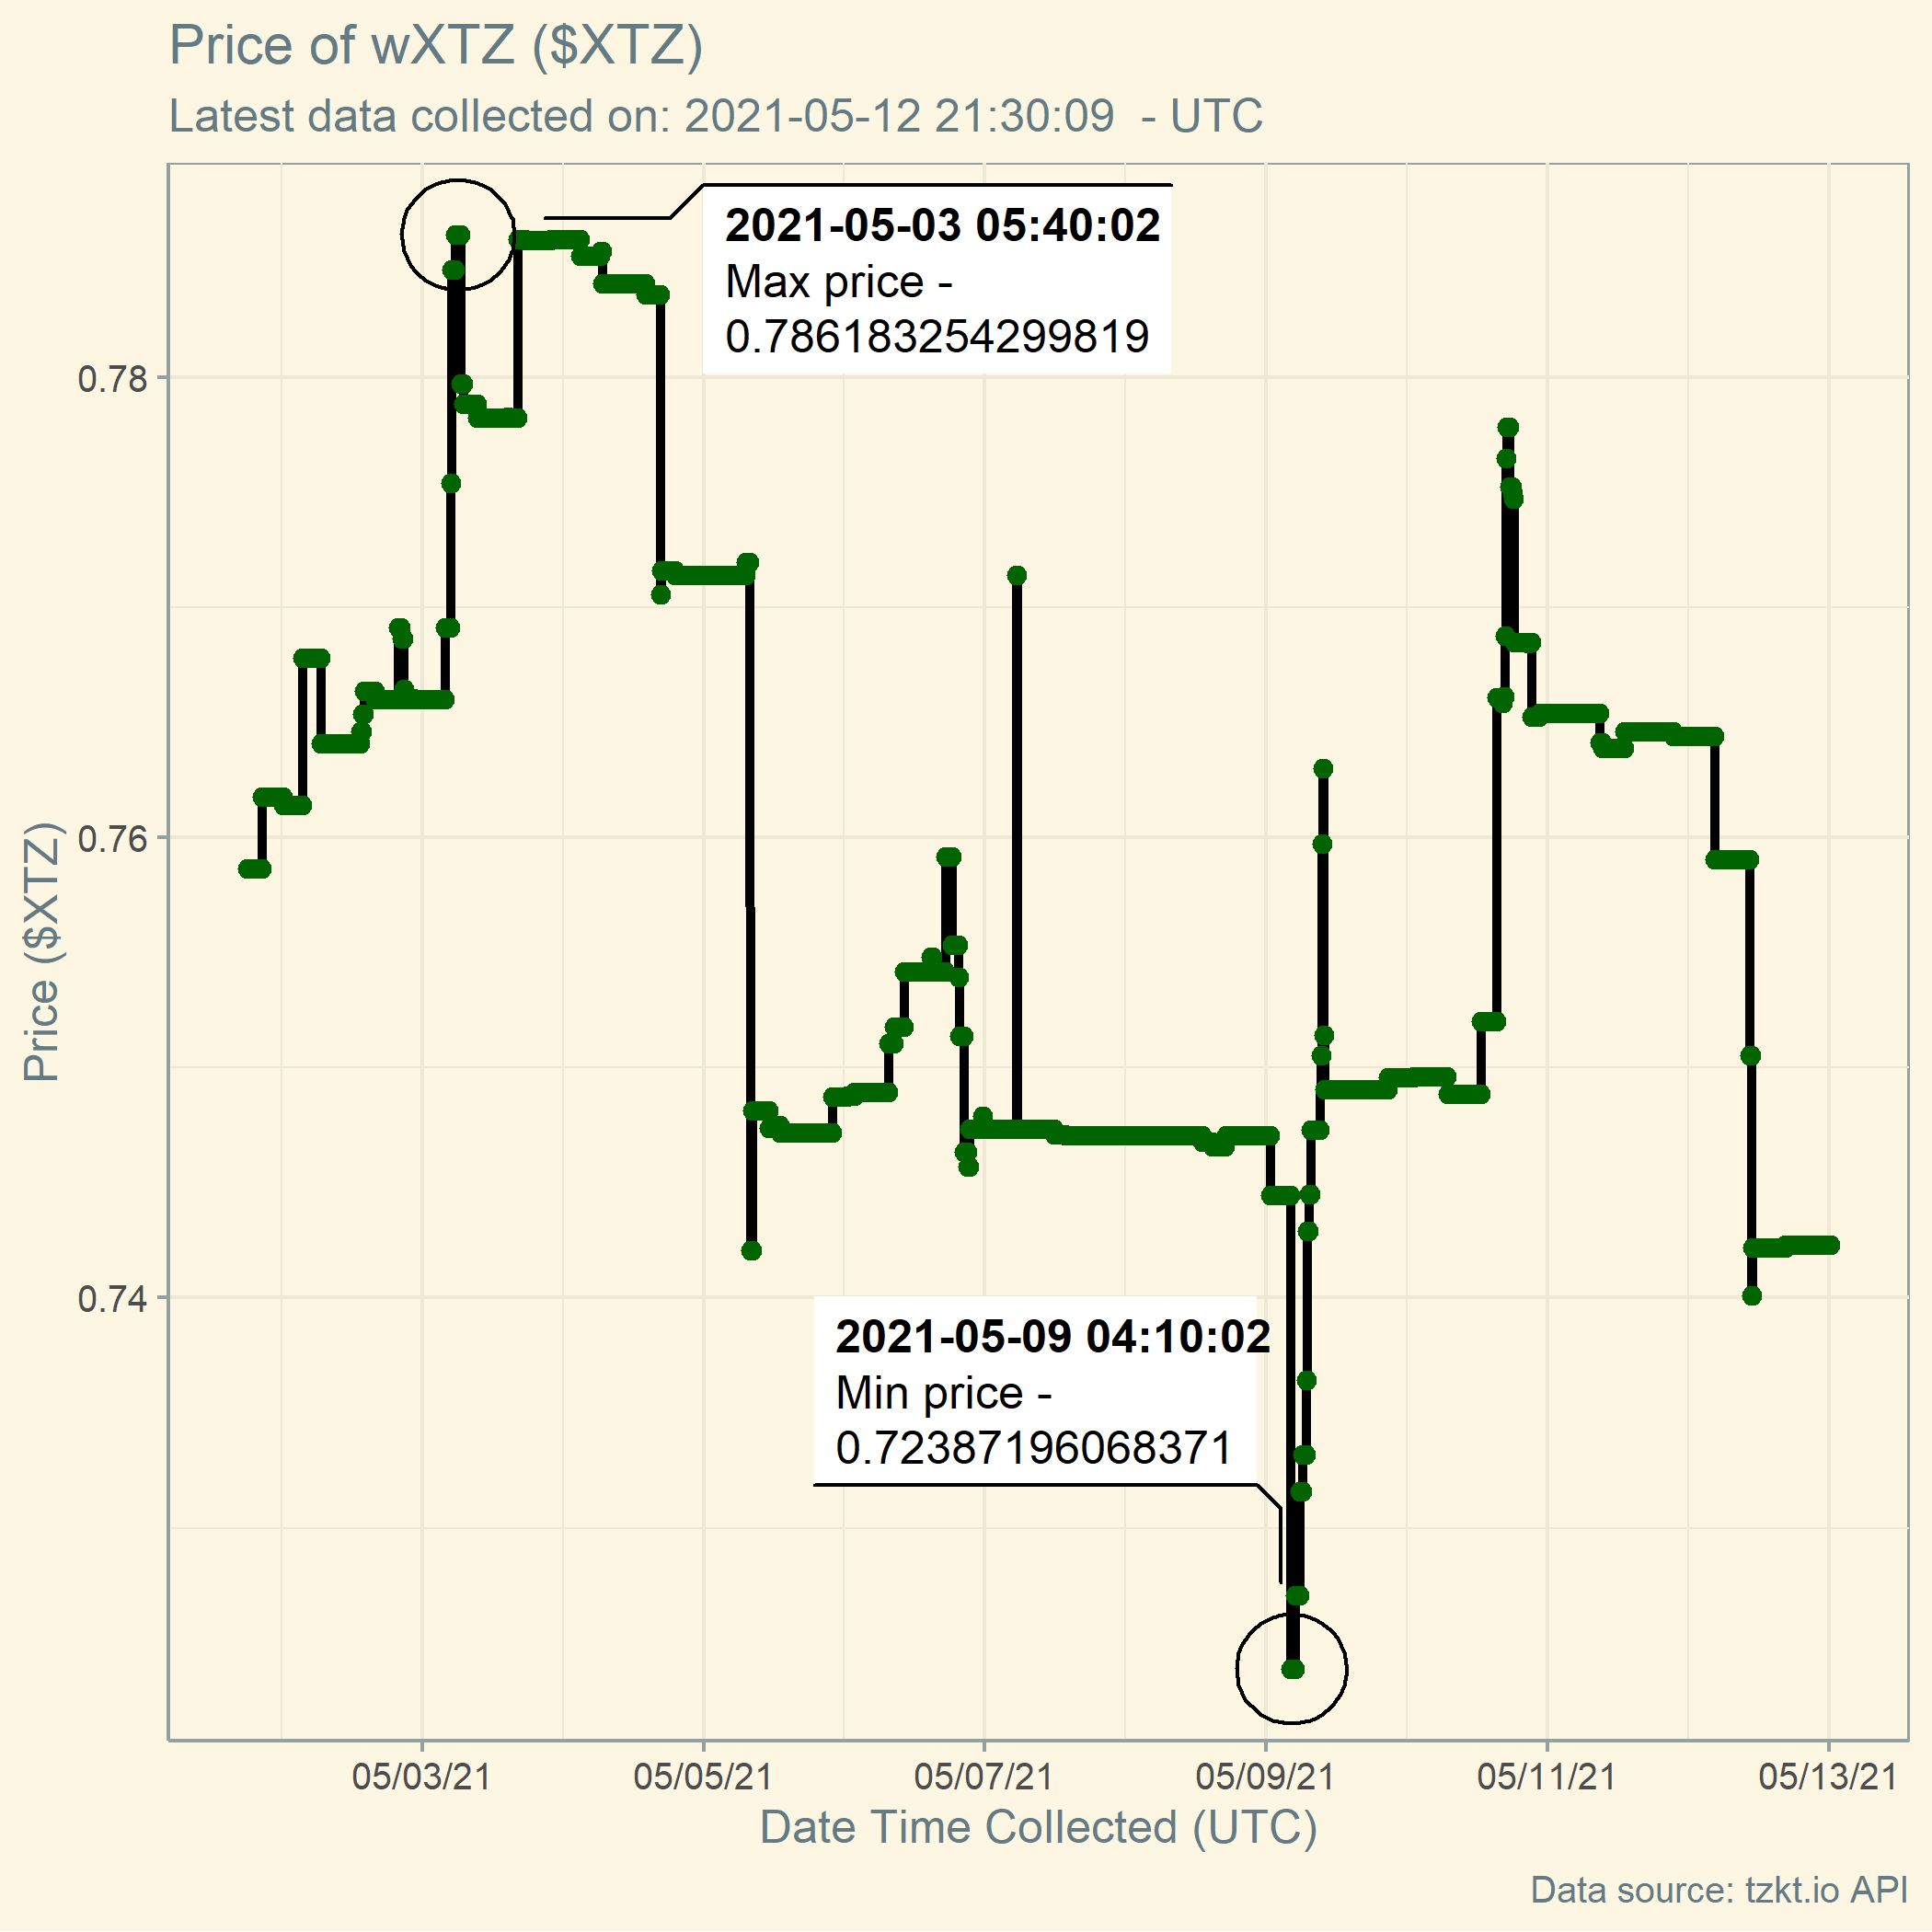 Price of wXTZ ($XTZ)
Latest data collected on: 2021-05-12 21:30:09  - UTC
2021-05-03 05:40:02
Max price -
0.786183254299819
0.78
0.76
0.74
Price ($XTZ)
2021-05-09 04:10:02
Min price -
0.72387196068371
05/03/21
05/05/21
05/07/21
05/09/21
05/11/21
05/13/21
Date Time Collected (UTC)
Data source: tzkt.io API